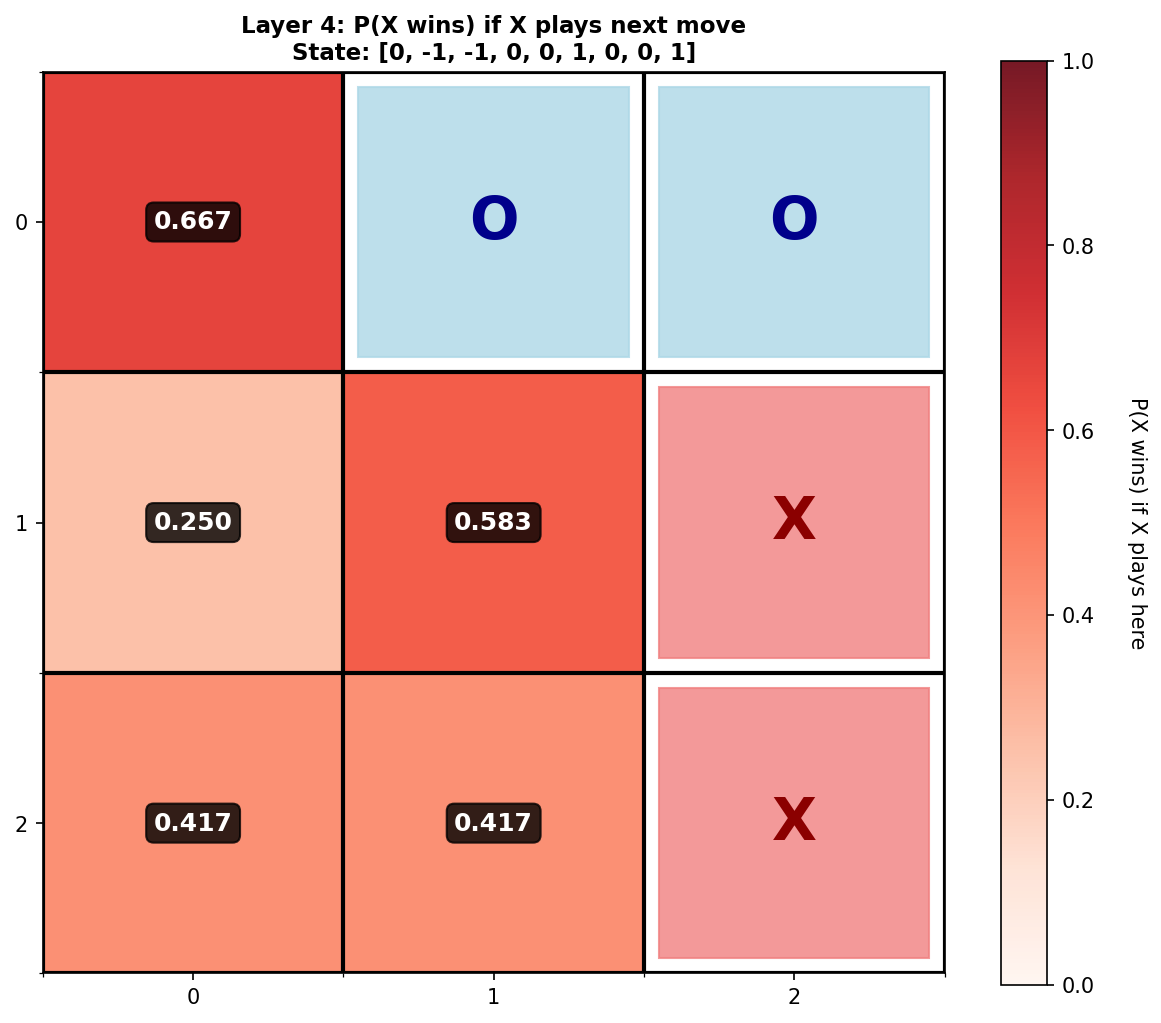 Layer 4: P(X wins) if X plays next move
State: [0, -1, -1, 0, 0, 1, 0, 0, 1]
1.0
0.8
0.6
0.4
0.2
0.0
P(X wins) if X plays here
0
0.667
O
O
1
0.250
0.583
X
2
0.417
0.417
X
0
1
2